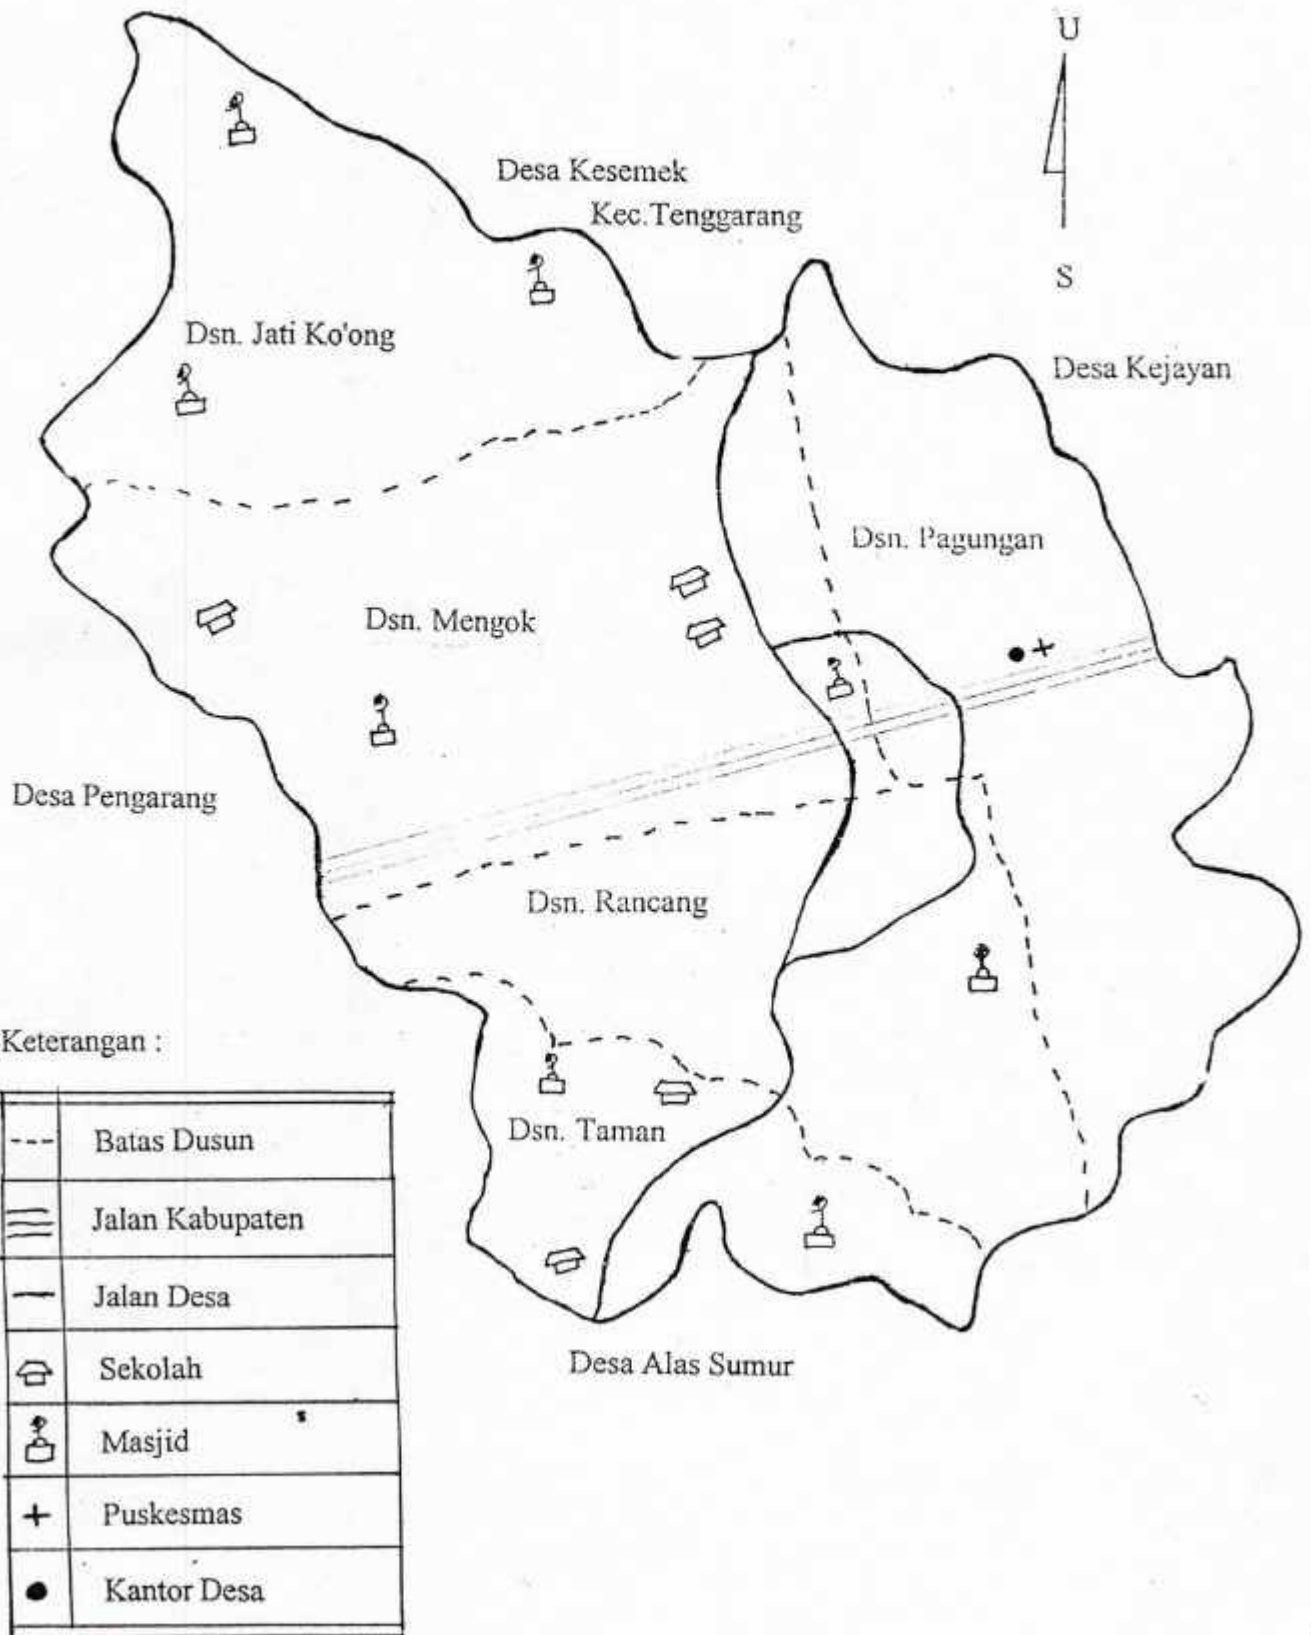 U
Desa Kesemek
Kec.Tenggarang
S
Dsn. Jati Ko'ong
Desa Kejayan
Dsn. Pagungan
Dsn. Mengok
Desa Pengarang
Dsn. Rancang
Keterangan :
Dsn. Taman
Batas Dusun
Jalan Kabupaten
Jalan Desa
Desa Alas Sumur
Sekolah
Masjid
Puskesmas
Kantor Desa